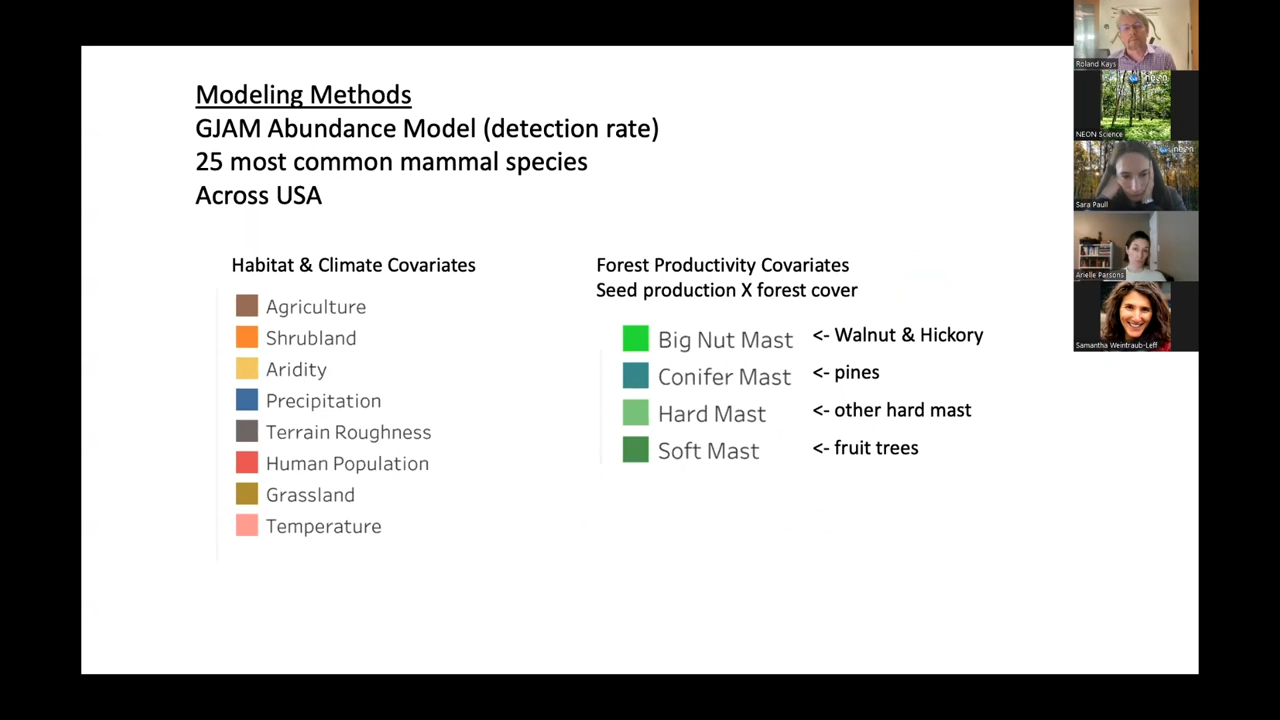 Modeling Methods
GJAM Abundance Model (detection rate)
25 most common mammal species
Across USA
Habitat & Climate Covariates
Agriculture
Shrubland
Aridity
Precipitation
Terrain Roughness
Human Population
Grassland
Temperature
Forest Productivity Covariates
Seed production X forest cover
Big Nut Mast <- Walnut & Hickory
Conifer Mast <- pines
Hard Mast <- other hard mast
Soft Mast <- fruit trees
Roland Kays
neon
NEON Science
neon
Sara Paull
Arielle Parsons
Samantha Weintraub-Leff